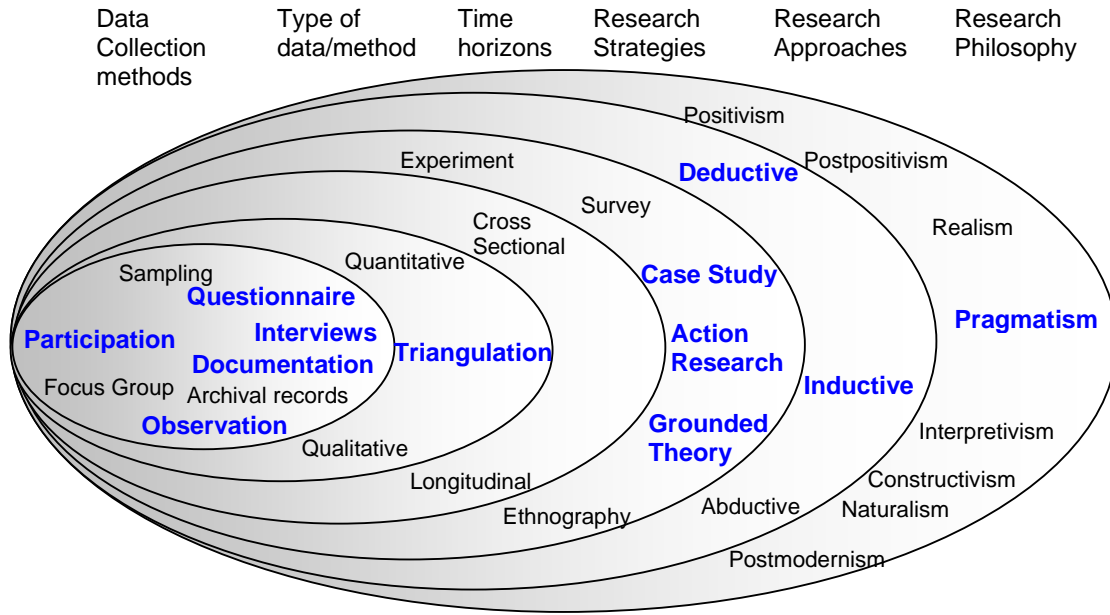 Data
Collection
methods
Type of
data/method
Time
horizons
Research
Strategies
Research
Approaches
Research
Philosophy
Positivism
Experiment
Deductive
Postpositivism
Survey
Cross
Sectional
Realism
Quantitative
Sampling
Case Study
Questionnaire
Pragmatism
Participation
Interviews
Action
Research
Triangulation
Documentation
Focus Group
Archival records
Inductive
Observation
Grounded
Theory
Interpretivism
Qualitative
Longitudinal
Constructivism
Abductive
Naturalism
Ethnography
Postmodernism